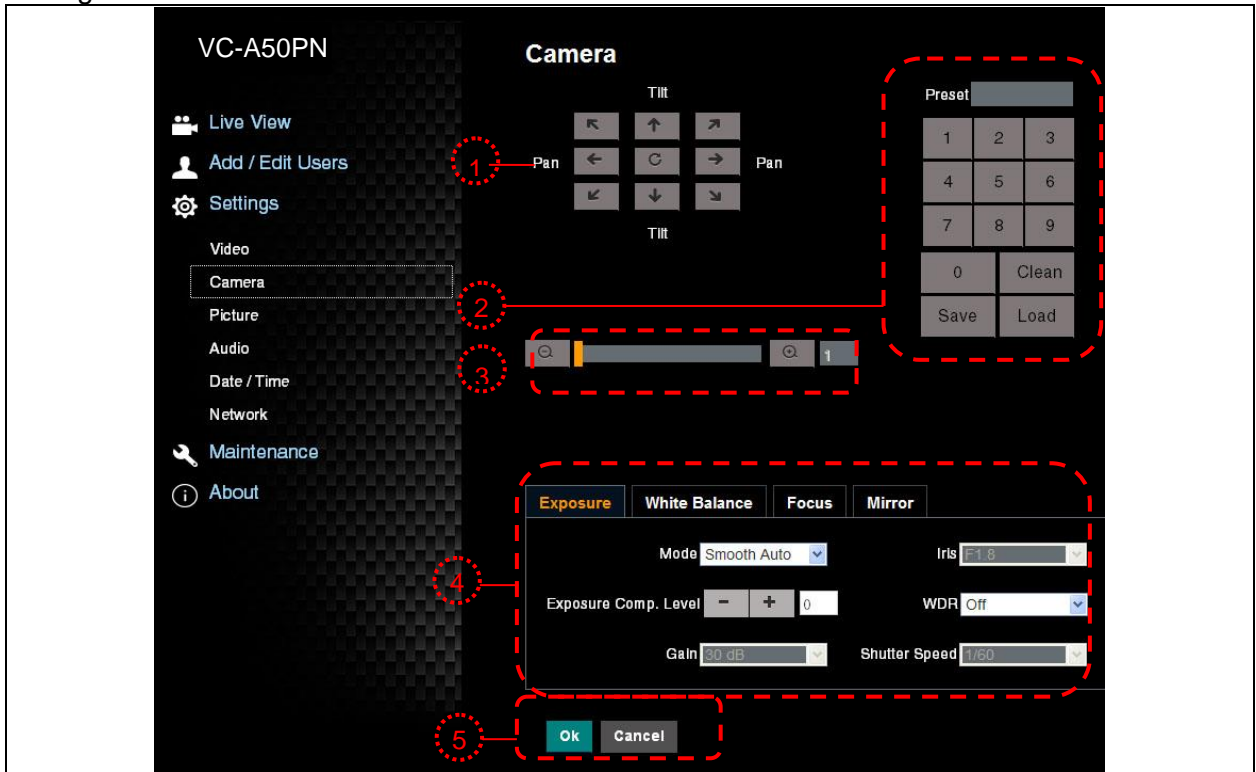 VC-A50PN
Live View
Add / Edit Users
Settings
Video
Camera
Picture
Audio
Date / Time
Network
Maintenance
About
Camera
Tilt
1
Pan
Pan
Tilt
2
Preset
1 2 3
4 5 6
7 8 9
0 Clean
Save Load
3
1
4
Exposure White Balance Focus Mirror
Mode Smooth Auto Iris F1.8
Exposure Comp. Level - + 0 WDR Off
Gain 30 dB Shutter Speed 1/60
5
Ok Cancel